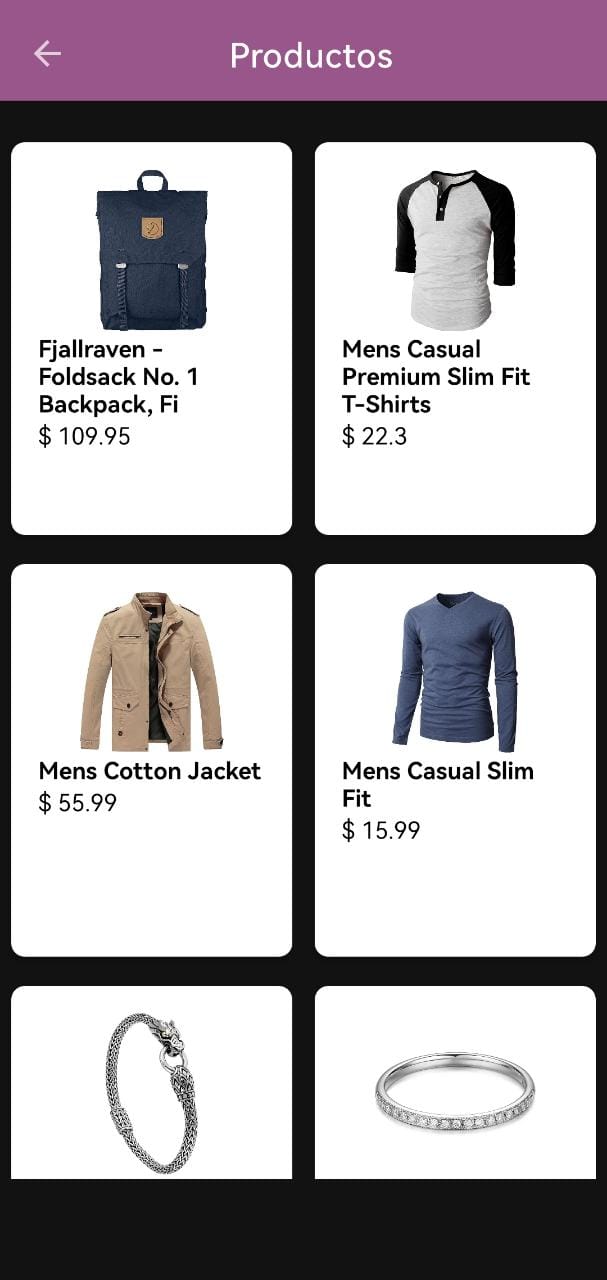 Productos
Fjallraven -
Foldsack No. 1
Backpack, Fi
$ 109.95
Mens Casual
Premium Slim Fit
T-Shirts
$ 22.3
Mens Cotton Jacket
$ 55.99
Mens Casual Slim
Fit
$ 15.99